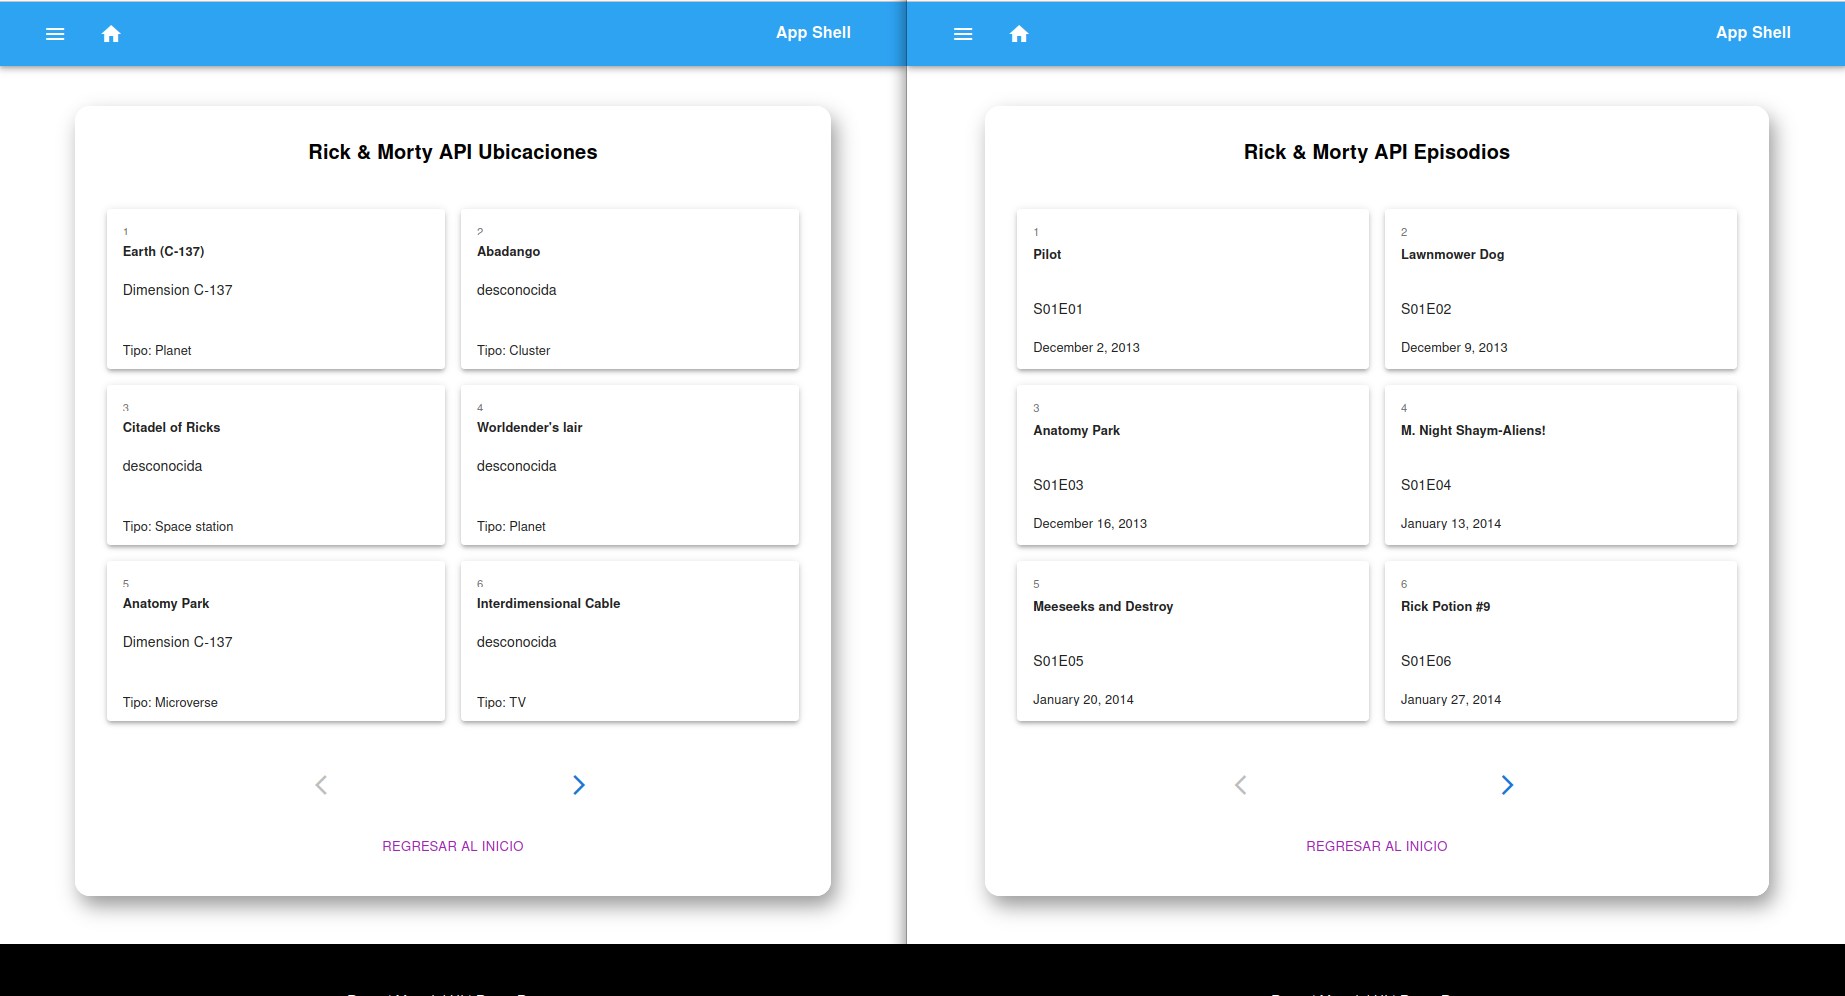 App Shell
Rick & Morty API Ubicaciones
1
Earth (C-137)
Dimension C-137
Tipo: Planet
2
Abadango
desconocida
Tipo: Cluster
3
Citadel of Ricks
desconocida
Tipo: Space station
4
Worldender's lair
desconocida
Tipo: Planet
5
Anatomy Park
Dimension C-137
Tipo: Microverse
6
Interdimensional Cable
desconocida
Tipo: TV
REGRESAR AL INICIO
App Shell
Rick & Morty API Episodios
1
Pilot
S01E01
December 2, 2013
2
Lawnmower Dog
S01E02
December 9, 2013
3
Anatomy Park
S01E03
December 16, 2013
4
M. Night Shaym-Aliens!
S01E04
January 13, 2014
5
Meeseeks and Destroy
S01E05
January 20, 2014
6
Rick Potion #9
S01E06
January 27, 2014
REGRESAR AL INICIO